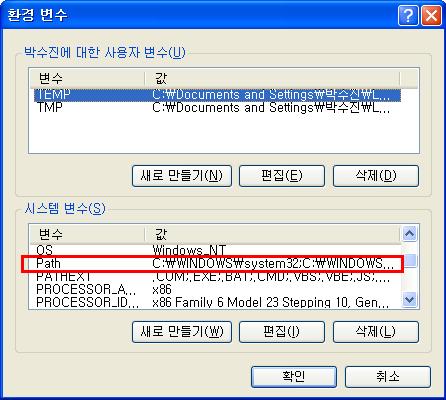 환경 변수
박수진에 대한 사용자 변수(U)
변수 값
TEMP C:₩Documents and Settings₩박수진₩L...
TMP C:₩Documents and Settings₩박수진₩L...
새로 만들기(N) 편집(E) 삭제(D)
시스템 변수(S)
변수 값
OS Windows_NT
Path C:₩WINDOWS₩system32;C:₩WINDOWS...
PATHEXT .COM;.EXE;.BAT;.CMD;.VBS;.VBE;.JS;...
PROCESSOR_A... x86
PROCESSOR_ID... x86 Family 6 Model 23 Stepping 10, Gen...
새로 만들기(W) 편집(I) 삭제(L)
확인 취소